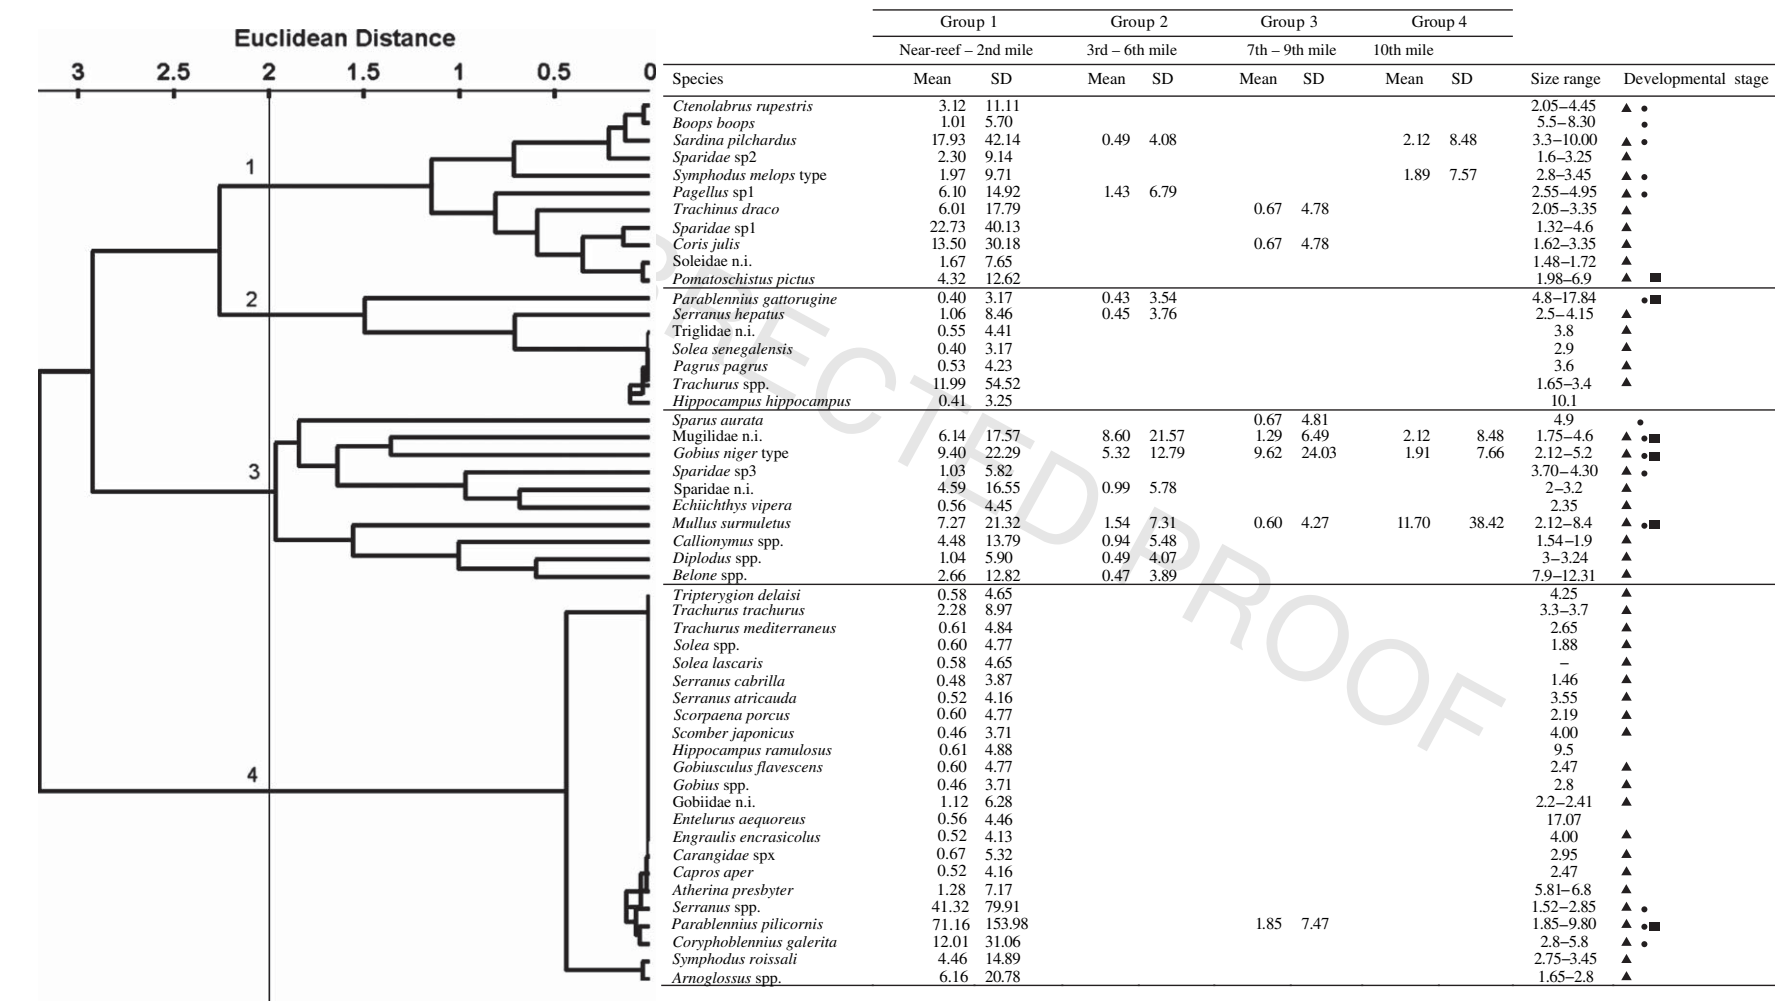 Group 1 Group 2 Group 3 Group 4
Euclidean Distance
Near-reef – 2nd mile 3rd – 6th mile 7th – 9th mile 10th mile
3 2.5 2 1.5 1 0.5 0
Species Mean SD Mean SD Mean SD Mean SD Size range Developmental stage
Ctenolabrus rupestris 3.12 11.11 2.05–4.45 ▲ ●
Boops boops 1.01 5.70 5.5–8.30 ●
Sardina pilchardus 17.93 42.14 0.49 4.08 2.12 8.48 3.3–10.00 ▲ ●
Sparidae sp2 2.30 9.14 1.6–3.25 ▲
1
Symphodus melops type 1.97 9.71 1.89 7.57 2.8–3.45 ▲ ●
Pagellus sp1 6.10 14.92 1.43 6.79 2.55–4.95 ▲ ●
Trachinus draco 6.01 17.79 0.67 4.78 2.05–3.35 ▲
Sparidae sp1 22.73 40.13 1.32–4.6 ▲
Coris julis 13.50 30.18 0.67 4.78 1.62–3.35 ▲
Soleidae n.i. 1.67 7.65 1.48–1.72 ▲
Pomatoschistus pictus 4.32 12.62 1.98–6.9 ▲ ■
2
Parablennius gattorugine 0.40 3.17 0.43 3.54 4.8–17.84 ●■
Serranus hepatus 1.06 8.46 0.45 3.76 2.5–4.15 ▲
Triglidae n.i. 0.55 4.41 3.8 ▲
Solea senegalensis 0.40 3.17 2.9 ▲
Pagrus pagrus 0.53 4.23 3.6 ▲
Trachurus spp. 11.99 54.52 1.65–3.4 ▲
Hippocampus hippocampus 0.41 3.25 10.1
Sparus aurata 0.67 4.81 4.9 ●
Mugilidae n.i. 6.14 17.57 8.60 21.57 1.29 6.49 2.12 8.48 1.75–4.6 ▲ ●■
Gobius niger type 9.40 22.29 5.32 12.79 9.62 24.03 1.91 7.66 2.12–5.2 ▲ ●■
3
Sparidae sp3 1.03 5.82 3.70–4.30 ▲ ●
Sparidae n.i. 4.59 16.55 0.99 5.78 2–3.2 ▲
Echiichthys vipera 0.56 4.45 2.35 ▲
Mullus surmuletus 7.27 21.32 1.54 7.31 0.60 4.27 11.70 38.42 2.12–8.4 ▲ ●■
Callionymus spp. 4.48 13.79 0.94 5.48 1.54–1.9 ▲
Diplodus spp. 1.04 5.90 0.49 4.07 3–3.24 ▲
Belone spp. 2.66 12.82 0.47 3.89 7.9–12.31 ▲
Tripterygion delaisi 0.58 4.65 4.25 ▲
Trachurus trachurus 2.28 8.97 3.3–3.7 ▲
Trachurus mediterraneus 0.61 4.84 2.65 ▲
Solea spp. 0.60 4.77 1.88 ▲
Solea lascaris 0.58 4.65 – ▲
Serranus cabrilla 0.48 3.87 1.46 ▲
Serranus atricauda 0.52 4.16 3.55 ▲
Scorpaena porcus 0.60 4.77 2.19 ▲
Scomber japonicus 0.46 3.71 4.00 ▲
Hippocampus ramulosus 0.61 4.88 9.5
4
Gobiusculus flavescens 0.60 4.77 2.47 ▲
Gobius spp. 0.46 3.71 2.8 ▲
Gobiidae n.i. 1.12 6.28 2.2–2.41 ▲
Entelurus aequoreus 0.56 4.46 17.07
Engraulis encrasicolus 0.52 4.13 4.00 ▲
Carangidae spx 0.67 5.32 2.95 ▲
Capros aper 0.52 4.16 2.47 ▲
Atherina presbyter 1.28 7.17 5.81–6.8 ▲
Serranus spp. 41.32 79.91 1.52–2.85 ▲ ●
Parablennius pilicornis 71.16 153.98 1.85 7.47 1.85–9.80 ▲ ●■
Coryphoblennius galerita 12.01 31.06 2.8–5.8 ▲ ●
Symphodus roissali 4.46 14.89 2.75–3.45 ▲
Arnoglossus spp. 6.16 20.78 1.65–2.8 ▲
RECTED PROOF